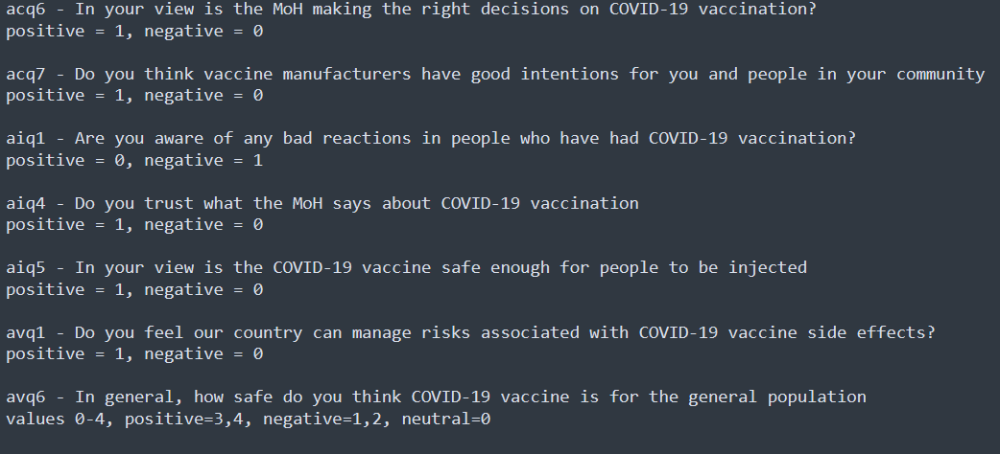 acq6 - In your view is the MoH making the right decisions on COVID-19 vaccination?
positive = 1, negative = 0
acq7 - Do you think vaccine manufacturers have good intentions for you and people in your community
positive = 1, negative = 0
aiq1 - Are you aware of any bad reactions in people who have had COVID-19 vaccination?
positive = 0, negative = 1
aiq4 - Do you trust what the MoH says about COVID-19 vaccination
positive = 1, negative = 0
aiq5 - In your view is the COVID-19 vaccine safe enough for people to be injected
positive = 1, negative = 0
avq1 - Do you feel our country can manage risks associated with COVID-19 vaccine side effects?
positive = 1, negative = 0
avq6 - In general, how safe do you think COVID-19 vaccine is for the general population
values 0-4, positive=3,4, negative=1,2, neutral=0